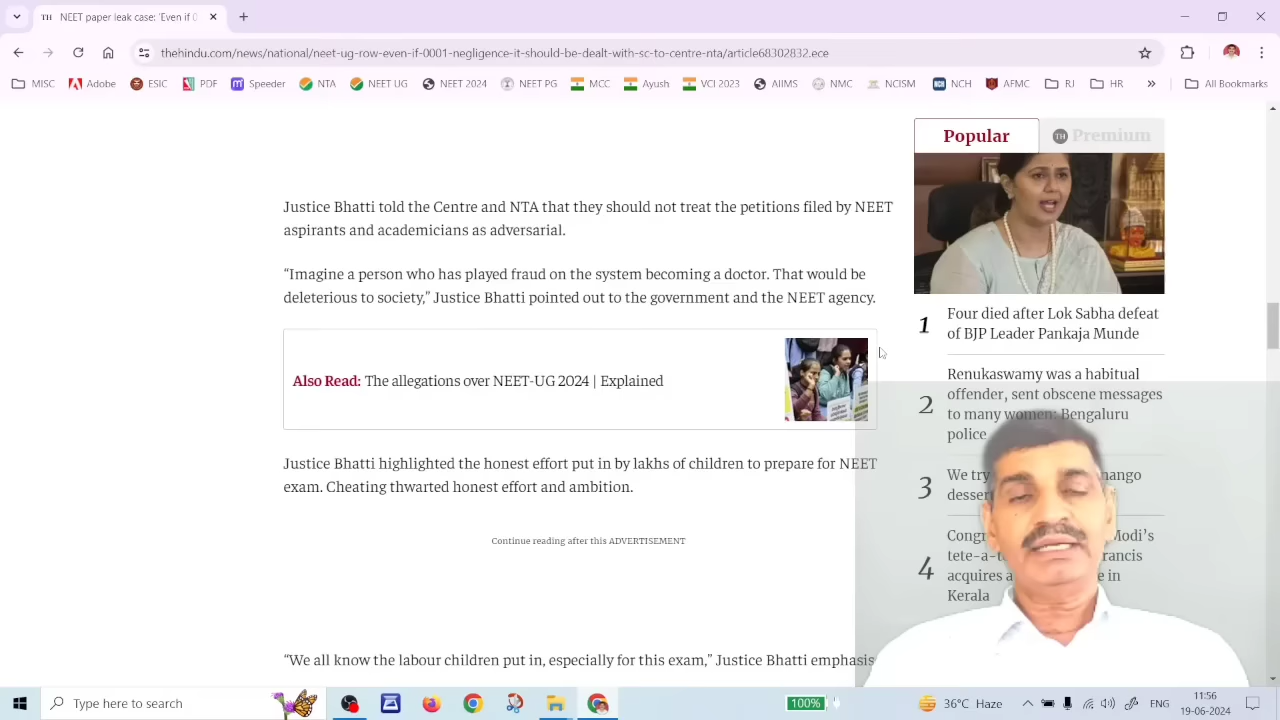 NEET paper leak case: 'Even if 0
thehindu.com/news/national/neet-paper-leak-case-even-if-0001-negligence-it-should-be-dealt-with-sc-to-centre-nta/article68302832.ece
MISC
Adobe
ESIC
PDF
Speeder
NTA
NEET UG
NEET 2024
NEET PG
MCC
Ayush
VCI 2023
AIIMS
NMC
NCISM
NCH
AFMC
RJ
HR
All Bookmarks
Popular
TH Premium
Justice Bhatti told the Centre and NTA that they should not treat the petitions filed by NEET
aspirants and academicians as adversarial.
“Imagine a person who has played fraud on the system becoming a doctor. That would be
deleterious to society,” Justice Bhatti pointed out to the government and the NEET agency.
Also Read: The allegations over NEET-UG 2024 | Explained
Justice Bhatti highlighted the honest effort put in by lakhs of children to prepare for NEET
exam. Cheating thwarted honest effort and ambition.
Continue reading after this ADVERTISEMENT
“We all know the labour children put in, especially for this exam,” Justice Bhatti emphasis
1
Four died after Lok Sabha defeat
of BJP Leader Pankaja Munde
2
Renukaswamy was a habitual
offender, sent obscene messages
to many women: Bengaluru
police
3
We try
mango
desser
4
Cong
Modi’s
tete-a-t
rancis
acquires a
e in
Kerala
Type here to search
100%
36°C Haze
ENG
11:56
19-06-2024